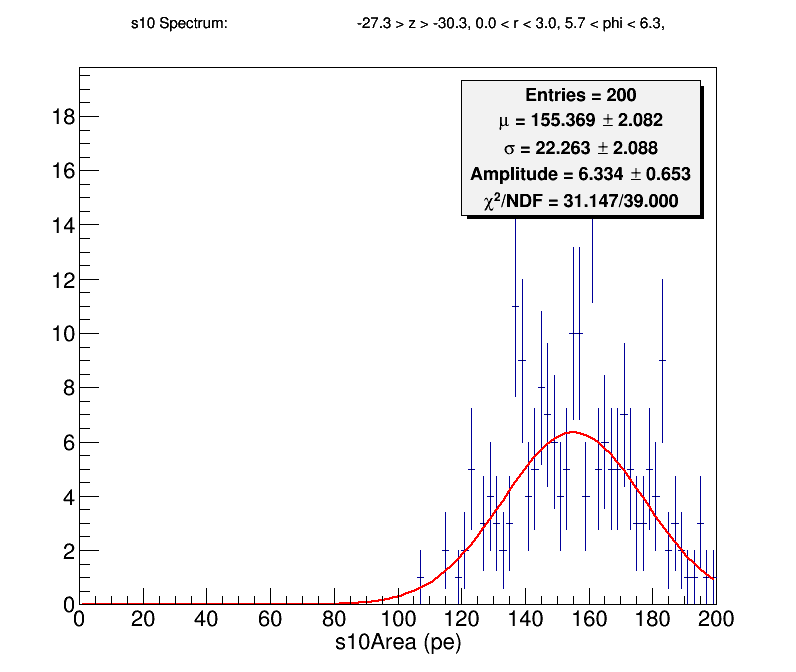 s10 Spectrum: -27.3 > z > -30.3, 0.0 < r < 3.0, 5.7 < phi < 6.3,
Entries = 200
μ = 155.369 ± 2.082
σ = 22.263 ± 2.088
Amplitude = 6.334 ± 0.653
χ²/NDF = 31.147/39.000
18
16
14
12
10
8
6
4
2
0
0 20 40 60 80 100 120 140 160 180 200
s10Area (pe)